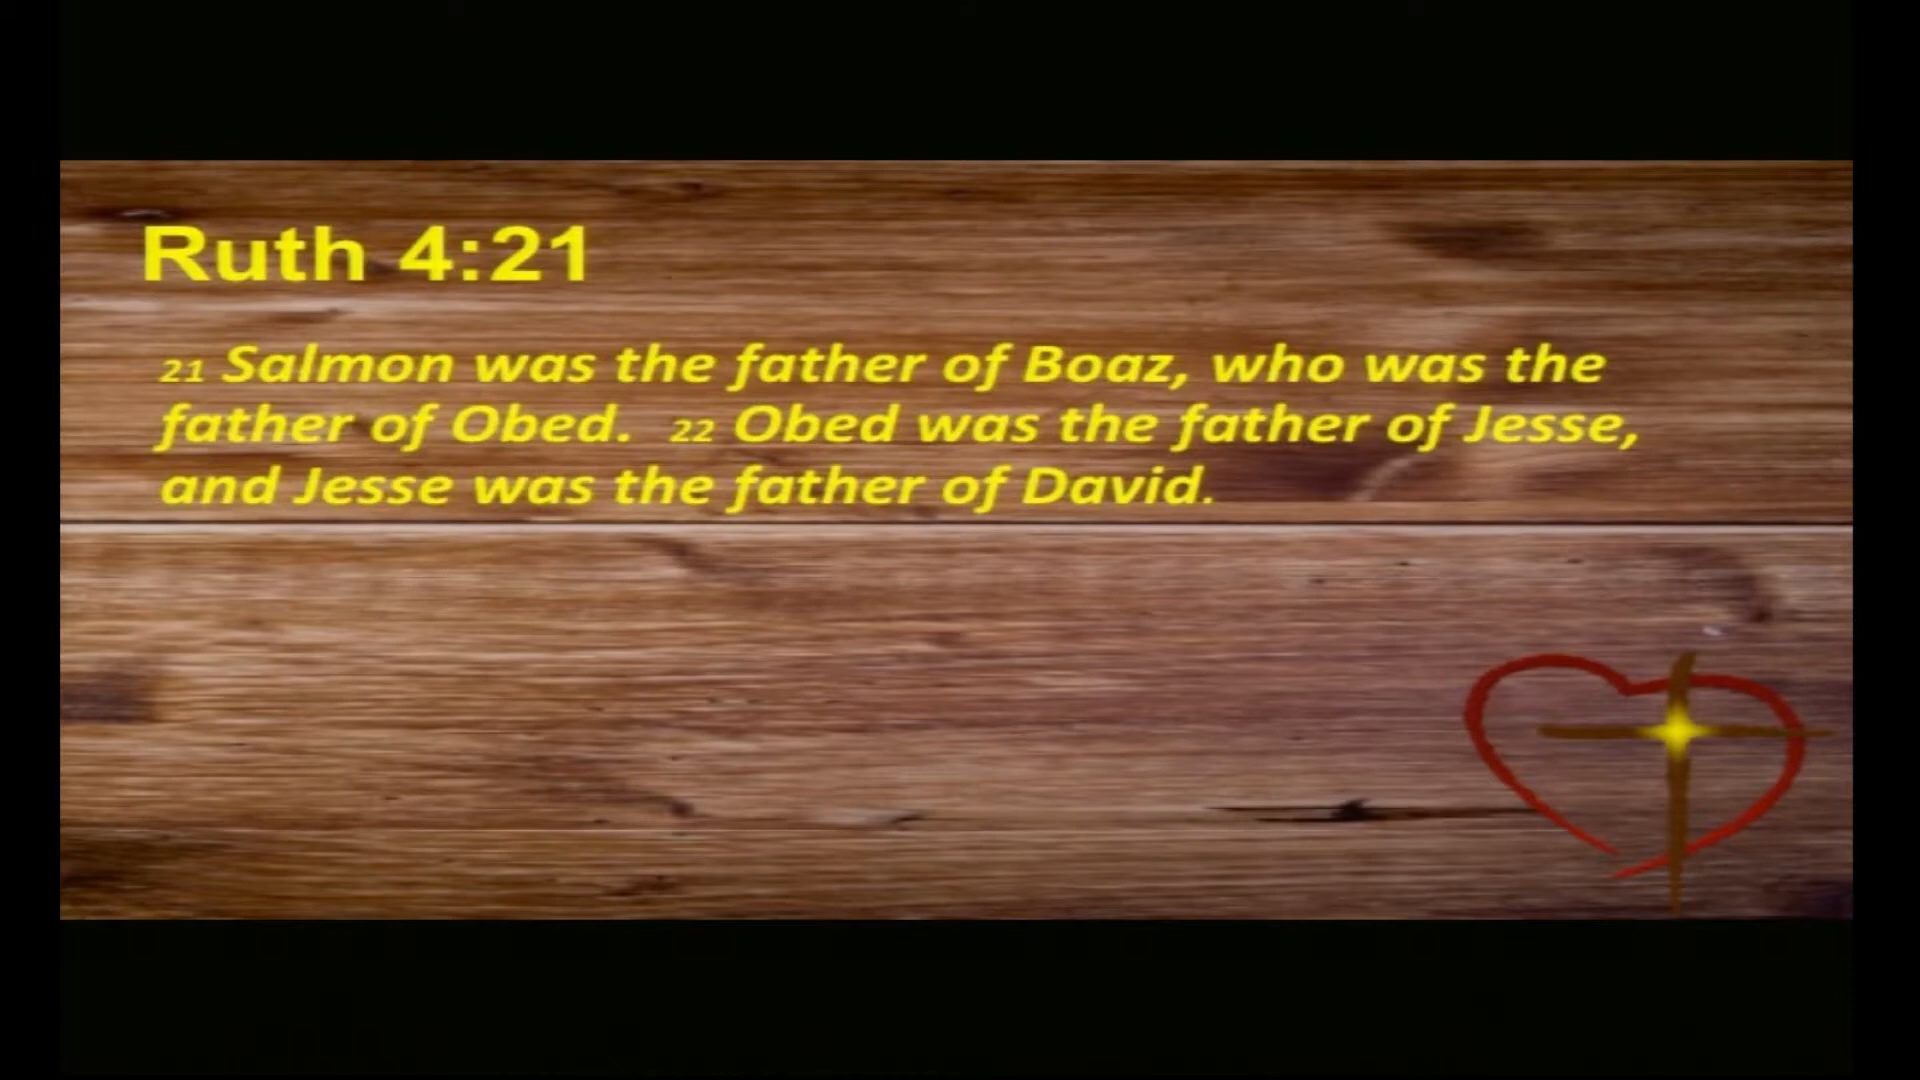 Ruth 4:21
21 Salmon was the father of Boaz, who was the
father of Obed. 22 Obed was the father of Jesse,
and Jesse was the father of David.